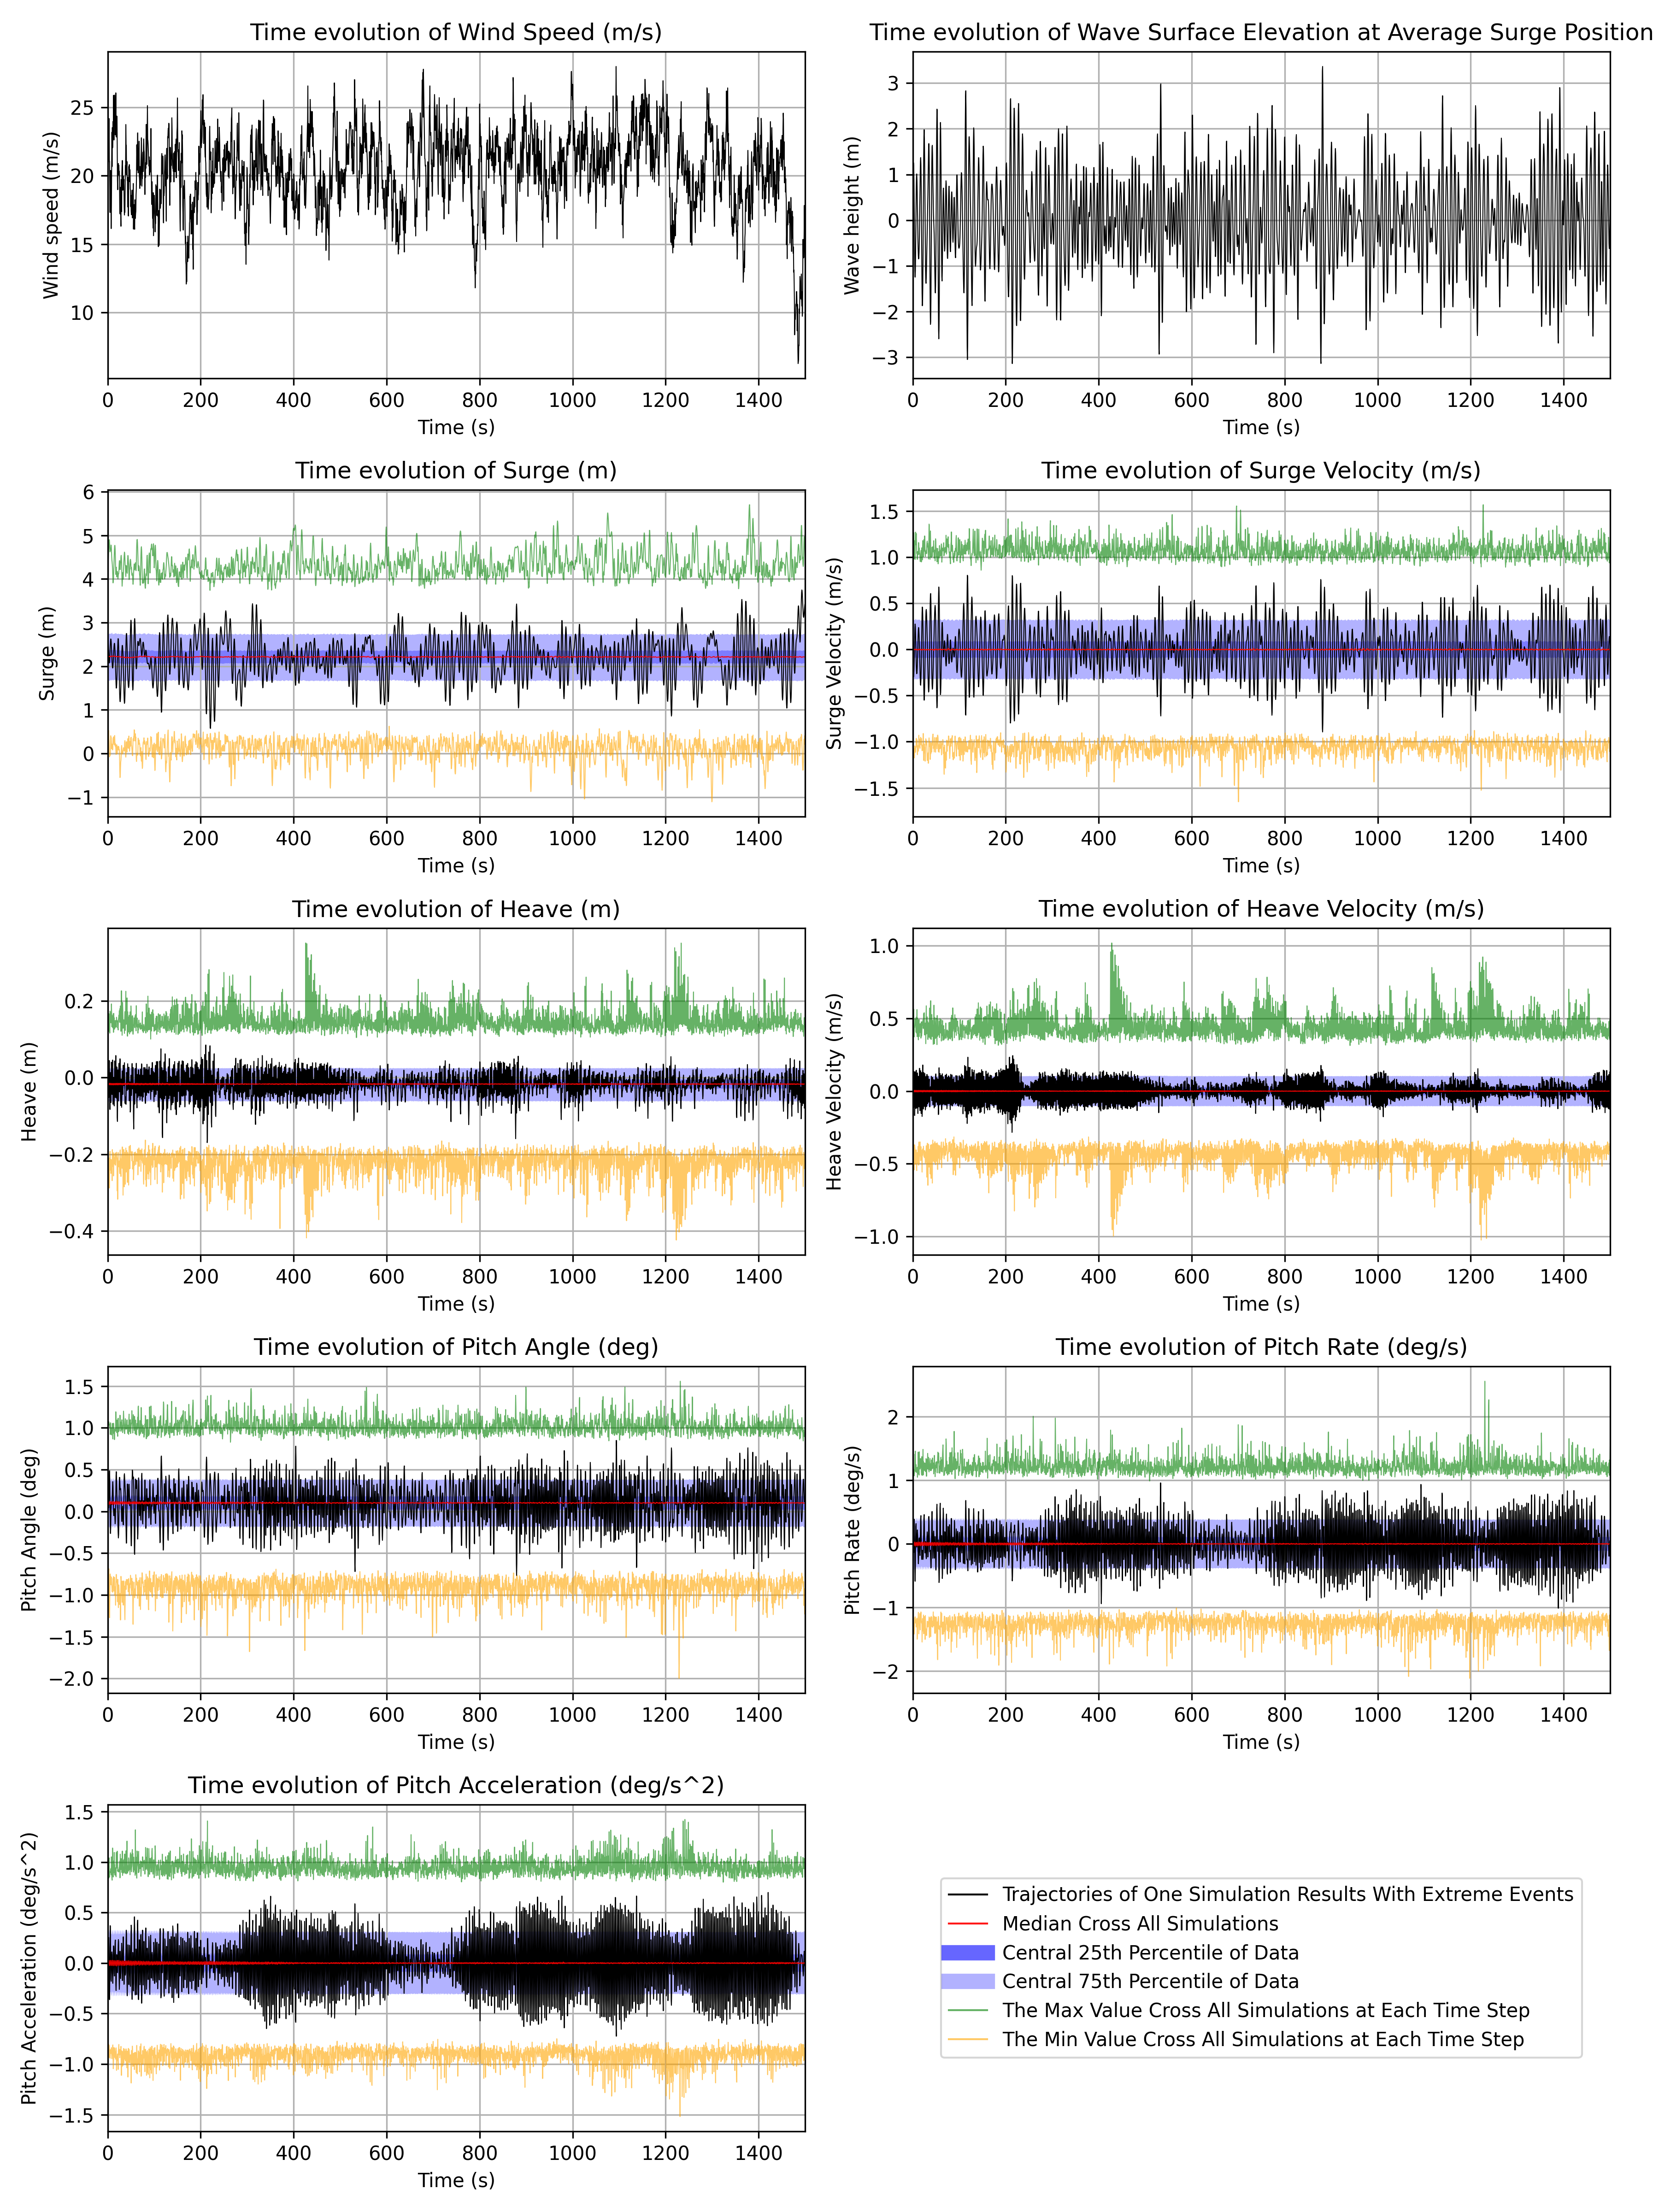 Time evolution of Wind Speed (m/s)
Wind speed (m/s)
25
20
15
10
0 200 400 600 800 1000 1200 1400
Time (s)
Time evolution of Wave Surface Elevation at Average Surge Position
Wave height (m)
3
2
1
0
−1
−2
−3
0 200 400 600 800 1000 1200 1400
Time (s)
Time evolution of Surge (m)
Surge (m)
6
5
4
3
2
1
0
−1
0 200 400 600 800 1000 1200 1400
Time (s)
Time evolution of Surge Velocity (m/s)
Surge Velocity (m/s)
1.5
1.0
0.5
0.0
−0.5
−1.0
−1.5
0 200 400 600 800 1000 1200 1400
Time (s)
Time evolution of Heave (m)
Heave (m)
0.2
0.0
−0.2
−0.4
0 200 400 600 800 1000 1200 1400
Time (s)
Time evolution of Heave Velocity (m/s)
Heave Velocity (m/s)
1.0
0.5
0.0
−0.5
−1.0
0 200 400 600 800 1000 1200 1400
Time (s)
Time evolution of Pitch Angle (deg)
Pitch Angle (deg)
1.5
1.0
0.5
0.0
−0.5
−1.0
−1.5
−2.0
0 200 400 600 800 1000 1200 1400
Time (s)
Time evolution of Pitch Rate (deg/s)
Pitch Rate (deg/s)
2
1
0
−1
−2
0 200 400 600 800 1000 1200 1400
Time (s)
Time evolution of Pitch Acceleration (deg/s^2)
Pitch Acceleration (deg/s^2)
1.5
1.0
0.5
0.0
−0.5
−1.0
−1.5
0 200 400 600 800 1000 1200 1400
Time (s)
Trajectories of One Simulation Results With Extreme Events
Median Cross All Simulations
Central 25th Percentile of Data
Central 75th Percentile of Data
The Max Value Cross All Simulations at Each Time Step
The Min Value Cross All Simulations at Each Time Step